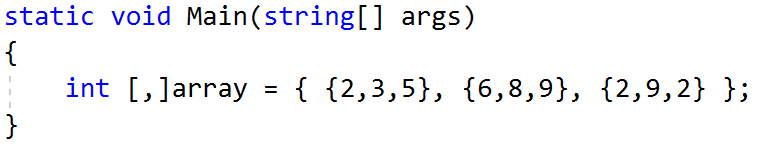 static void Main(string[] args)
{
    int [,]array = { {2,3,5}, {6,8,9}, {2,9,2} };
}